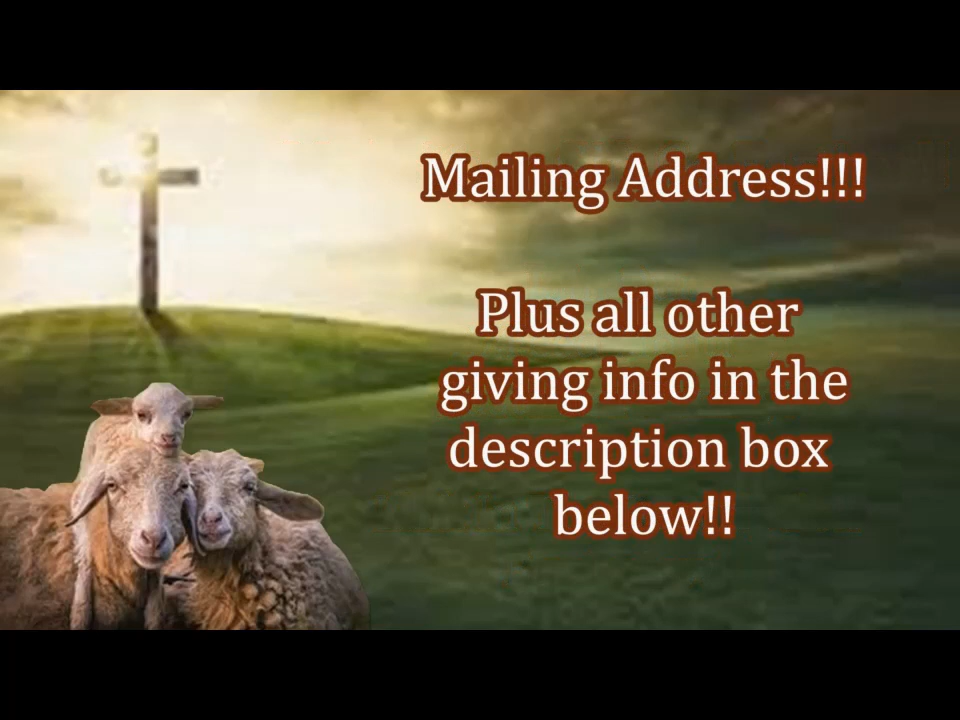 Mailing Address!!!
Plus all other
giving info in the
description box
below!!